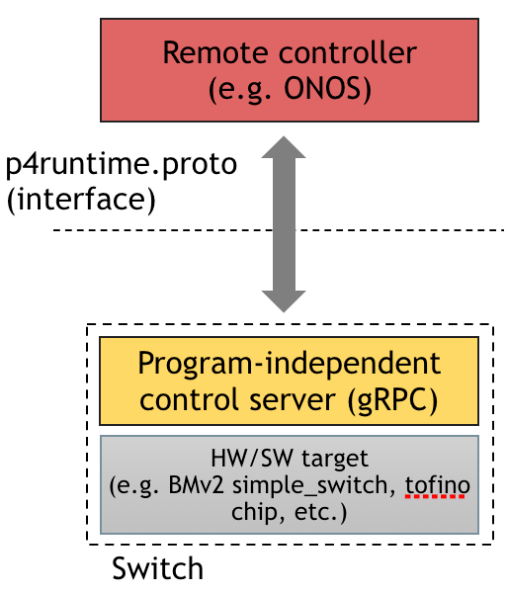 Remote controller
(e.g. ONOS)
p4runtime.proto
(interface)
Program-independent
control server (gRPC)
HW/SW target
(e.g. BMv2 simple_switch, tofino
chip, etc.)
Switch